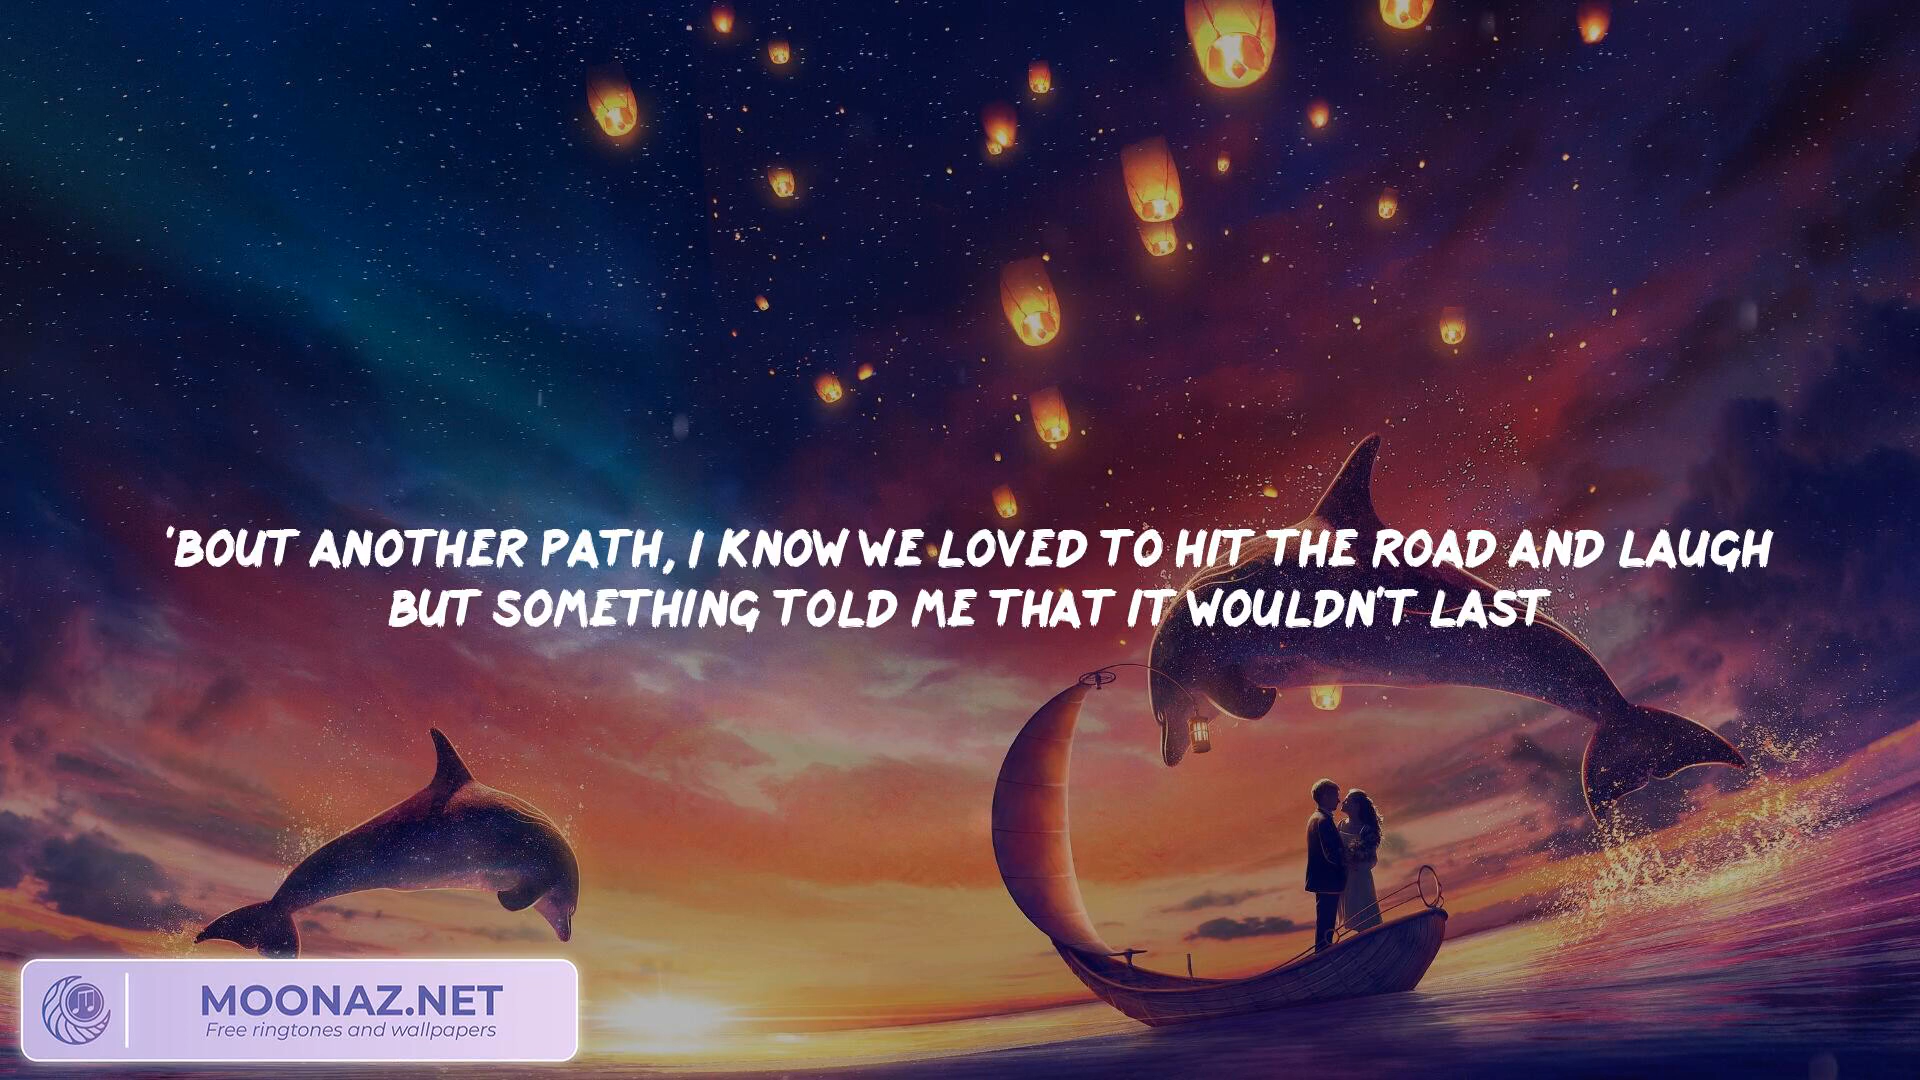 'BOUT ANOTHER PATH, I KNOW WE LOVED TO HIT THE ROAD AND LAUGH
BUT SOMETHING TOLD ME THAT IT WOULDN'T LAST
MOONAZ.NET
Free ringtones and wallpapers